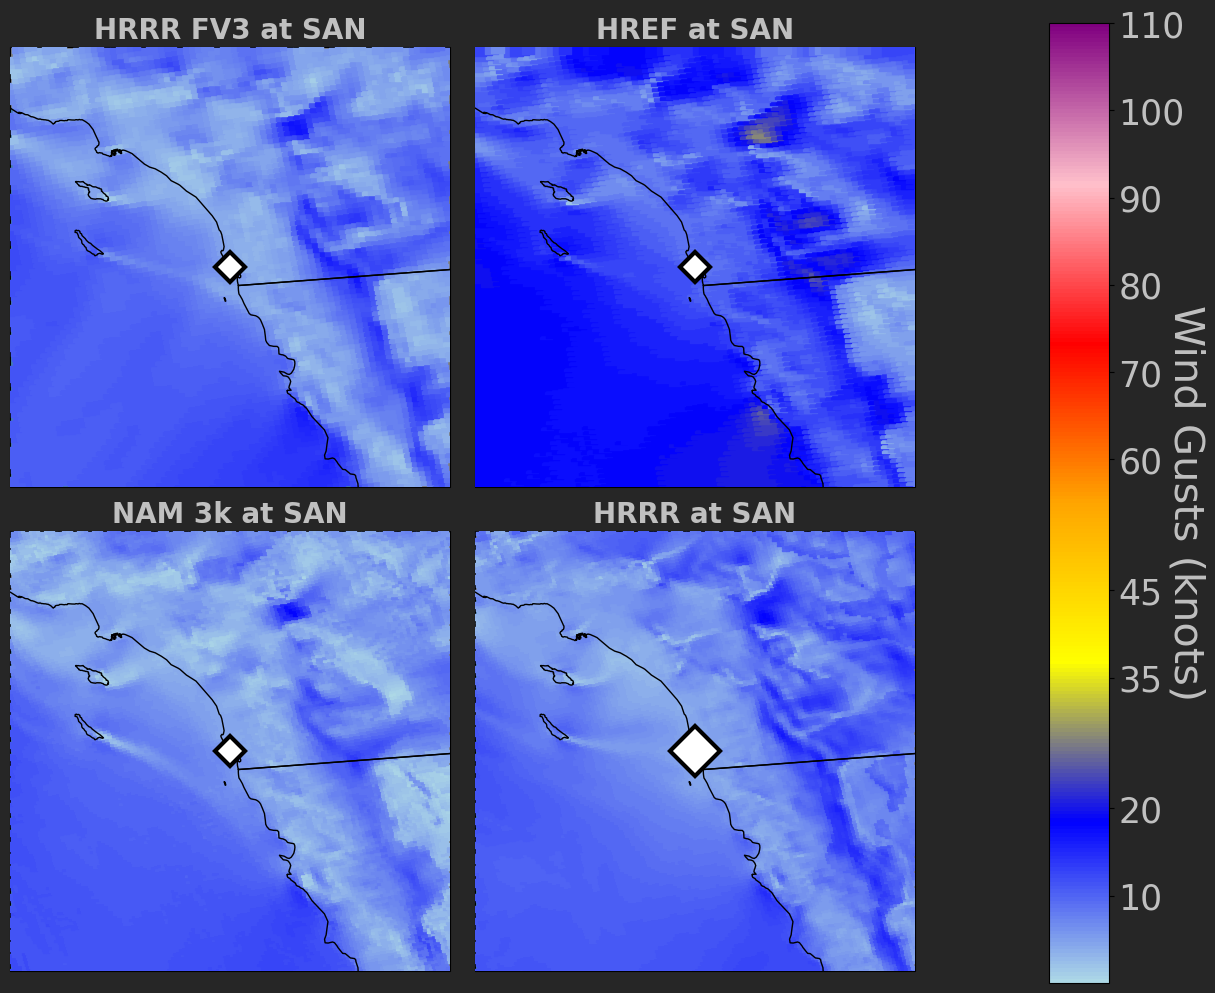 HRRR FV3 at SAN
HREF at SAN
NAM 3k at SAN
HRRR at SAN
110
100
90
80
70
60
45
35
20
10
Wind Gusts (knots)